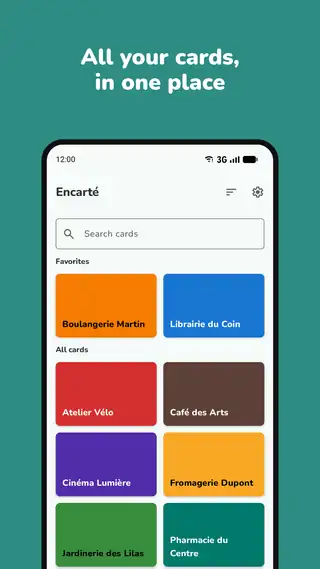 All your cards,
in one place
12:00
3G
Encarté
Search cards
Favorites
Boulangerie Martin
Librairie du Coin
All cards
Atelier Vélo
Café des Arts
Cinéma Lumière
Fromagerie Dupont
Jardinerie des Lilas
Pharmacie du
Centre